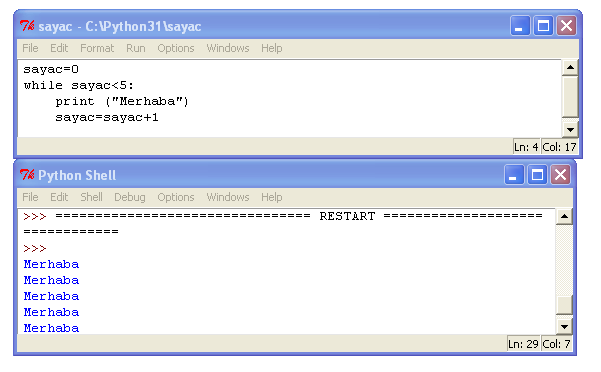 sayac - C:\Python31\sayac
File Edit Format Run Options Windows Help
sayac=0
while sayac<5:
    print ("Merhaba")
    sayac=sayac+1
Ln: 4 Col: 17
Python Shell
File Edit Shell Debug Options Windows Help
>>> ================================ RESTART ====================
============
>>>
Merhaba
Merhaba
Merhaba
Merhaba
Merhaba
Ln: 29 Col: 7